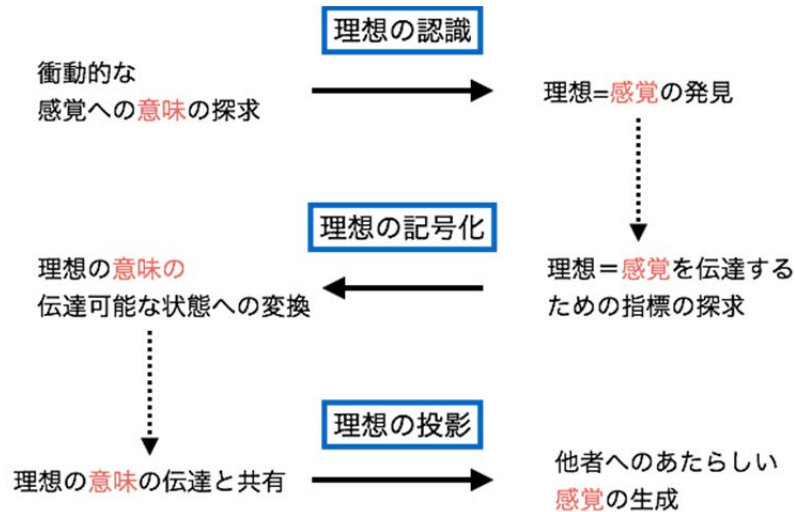 理想の認識
衝動的な
感覚への意味の探求
理想=感覚の発見
理想の記号化
理想の意味の
伝達可能な状態への変換
理想＝感覚を伝達する
ための指標の探求
理想の投影
理想の意味の伝達と共有
他者へのあたらしい
感覚の生成